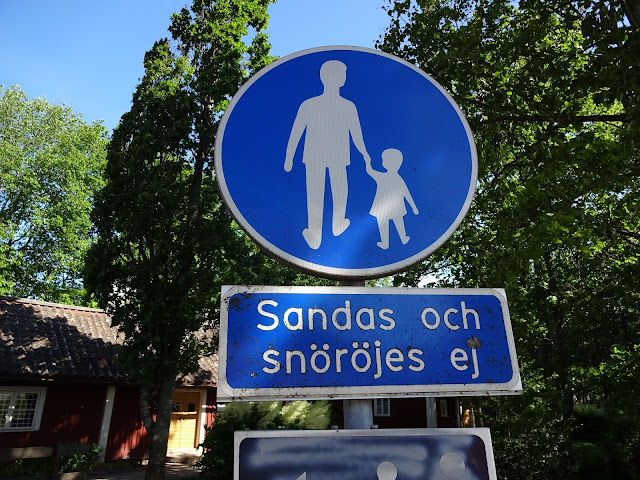 Sandas och
snöröjes ej